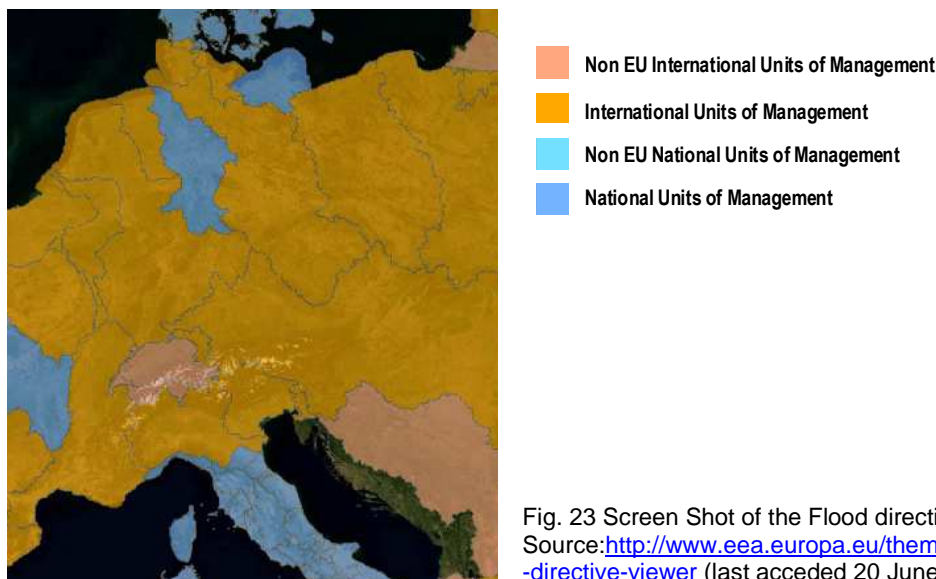 Non EU International Units of Management
International Units of Management
Non EU National Units of Management
National Units of Management
Fig. 23 Screen Shot of the Flood directi
Source:http://www.eea.europa.eu/them
-directive-viewer (last acceded 20 June